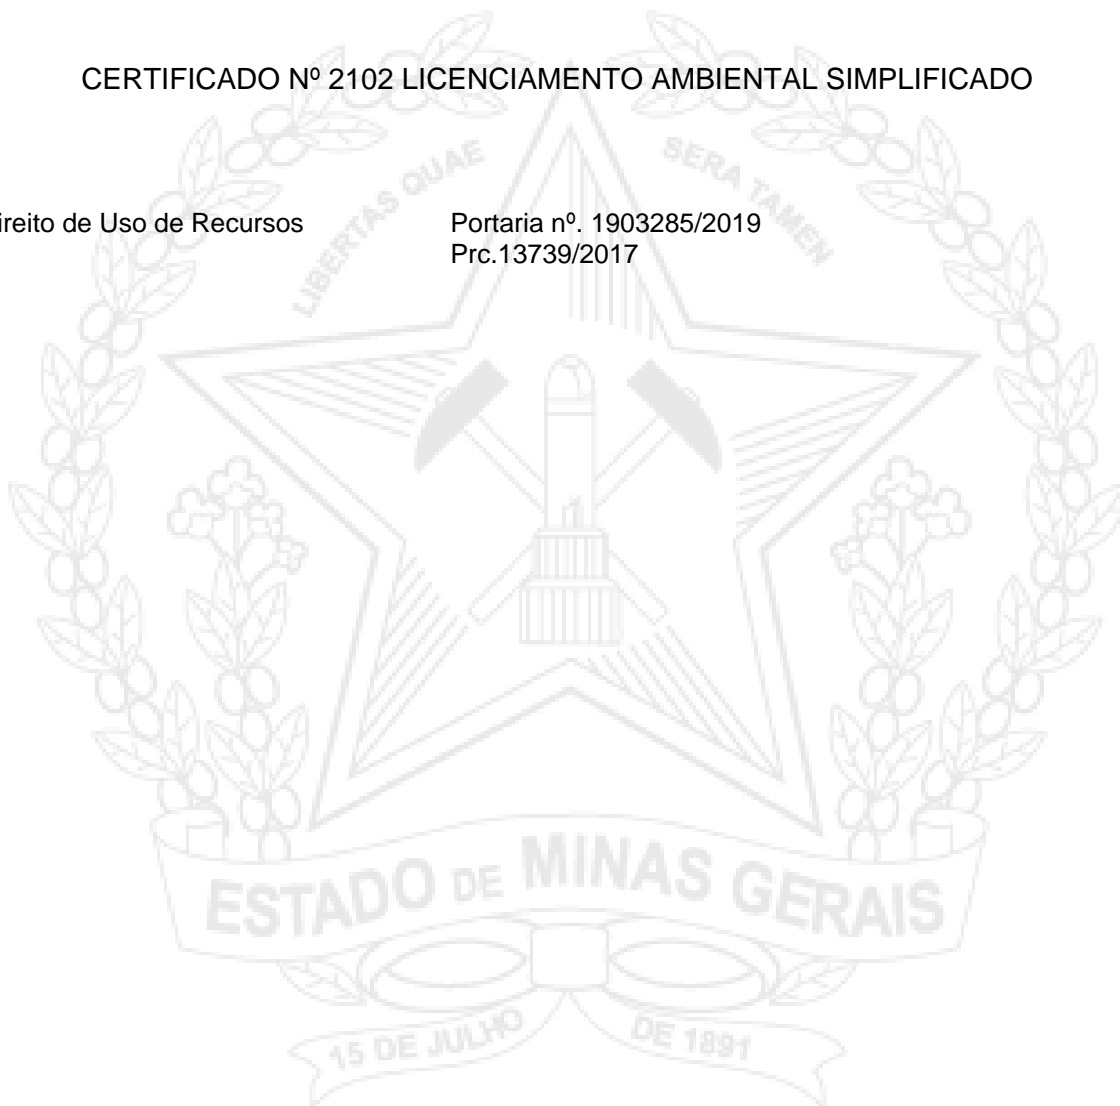 CERTIFICADO Nº 2102 LICENCIAMENTO AMBIENTAL SIMPLIFICADO
LIBERTAS QUAE SERA TAMEN
ireito de Uso de Recursos Portaria nº. 1903285/2019
Prc.13739/2017
ESTADO DE MINAS GERAIS
15 DE JULHO DE 1891